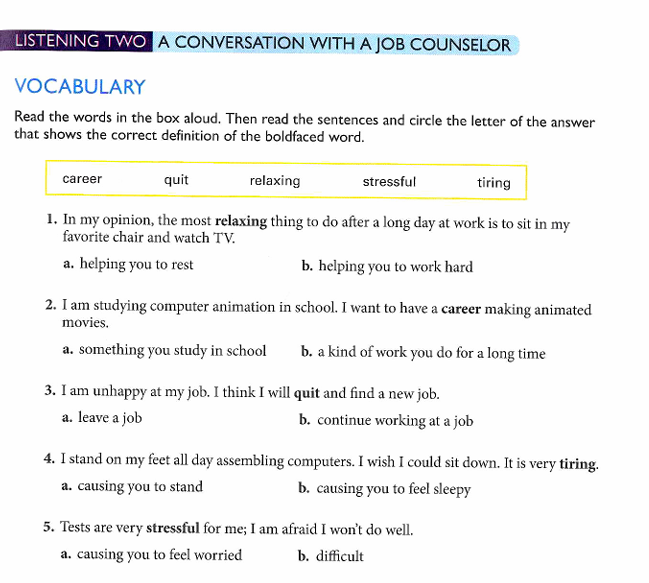 LISTENING TWO A CONVERSATION WITH A JOB COUNSELOR
VOCABULARY
Read the words in the box aloud. Then read the sentences and circle the letter of the answer
that shows the correct definition of the boldfaced word.
career quit relaxing stressful tiring
1. In my opinion, the most relaxing thing to do after a long day at work is to sit in my
favorite chair and watch TV.
a. helping you to rest b. helping you to work hard
2. I am studying computer animation in school. I want to have a career making animated
movies.
a. something you study in school b. a kind of work you do for a long time
3. I am unhappy at my job. I think I will quit and find a new job.
a. leave a job b. continue working at a job
4. I stand on my feet all day assembling computers. I wish I could sit down. It is very tiring.
a. causing you to stand b. causing you to feel sleepy
5. Tests are very stressful for me; I am afraid I won't do well.
a. causing you to feel worried b. difficult